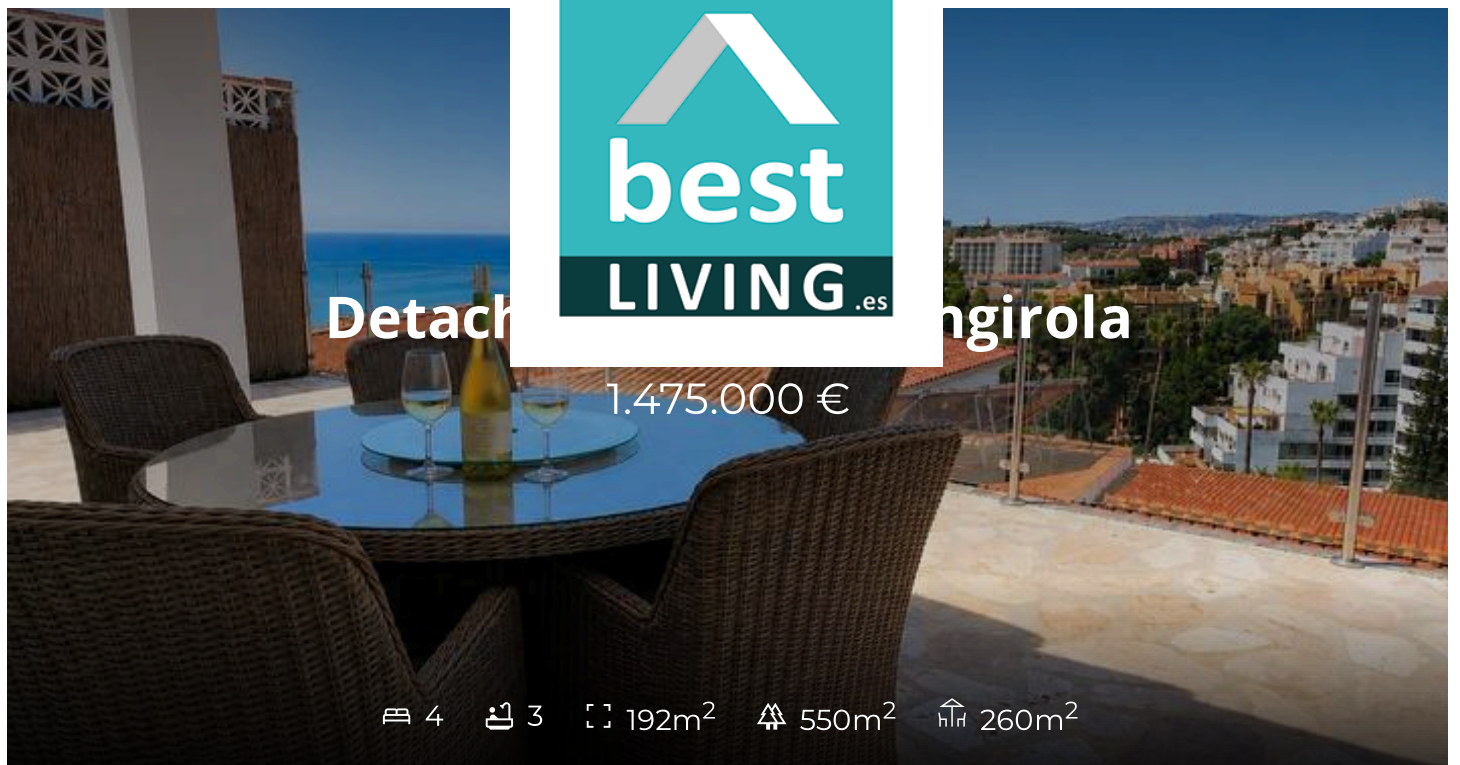 best
LIVING.es
Detach ngirola
1.475.000 €
4 3 192m² 550m² 260m²